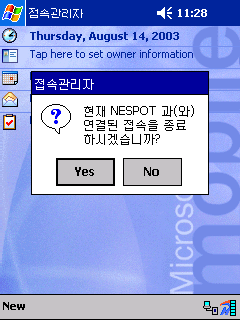 접속관리자 11:28
Thursday, August 14, 2003
Tap here to set owner information
접속관리자
현재 NESPOT 과(와)
연결된 접속을 종료
하시겠습니까?
Yes No
Microsoft
mobile
New